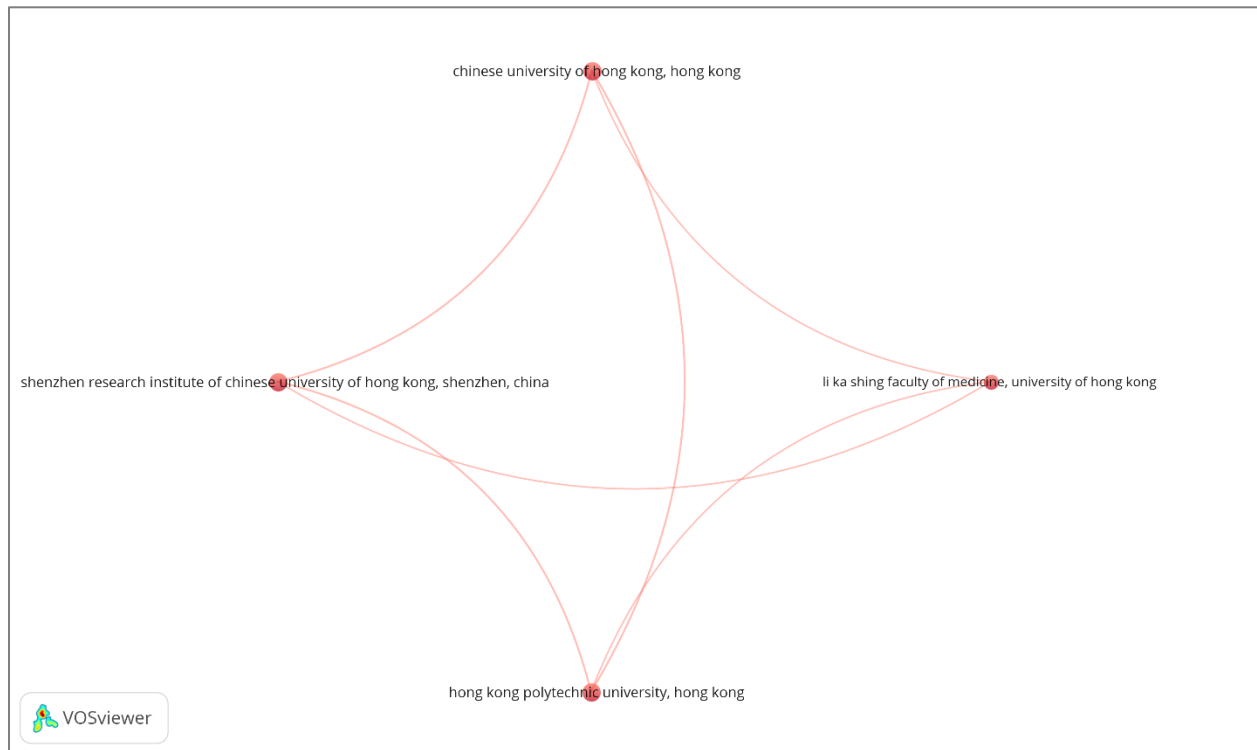 chinese university of hong kong, hong kong
shenzhen research institute of chinese university of hong kong, shenzhen, china
li ka shing faculty of medicine, university of hong kong
hong kong polytechnic university, hong kong
VOSviewer